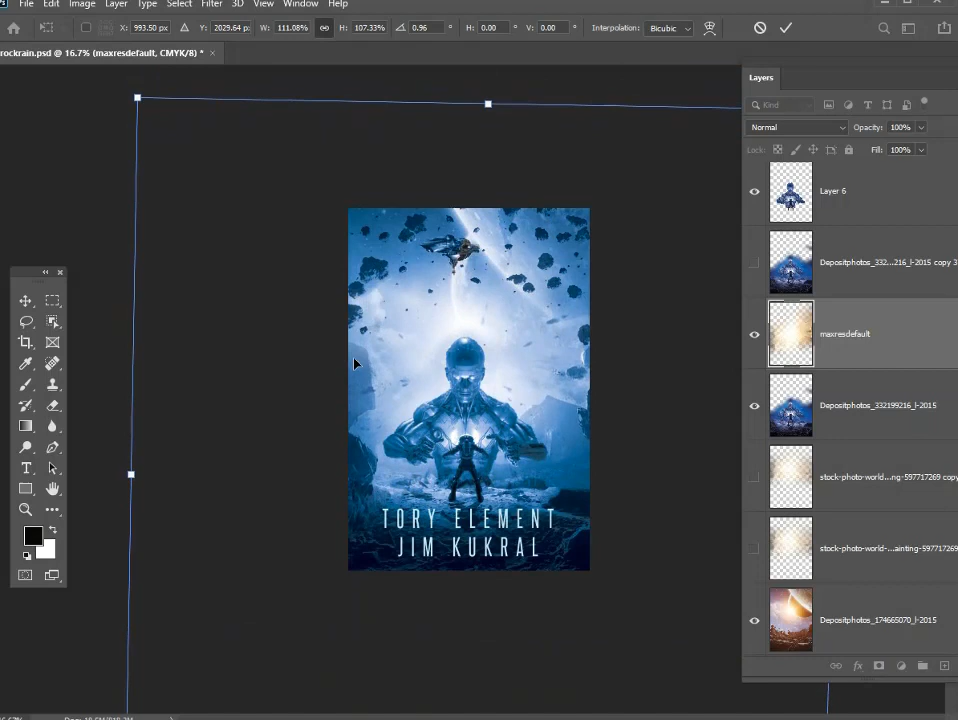 Edit Image Layer Type Select Filter 3D View Window Help
X: 993.50 px Y: 2029.64 p: W: 111.08% H: 107.33% 0.96 ° H: 0.00 ° V: 0.00 ° Interpolation: Bicubic
rockrain.psd @ 16.7% (maxresdefault, CMYK/8) *
Layers
Kind
Normal Opacity: 100%
Lock: Fill: 100%
Layer 6
Depositphotos_332...216_l-2015 copy 3
maxresdefault
Depositphotos_332199216_l-2015
stock-photo-world...ng-597717269 copy
stock-photo-world-...ainting-597717269
Depositphotos_174665070_l-2015
TORY ELEMENT
JIM KUKRAL